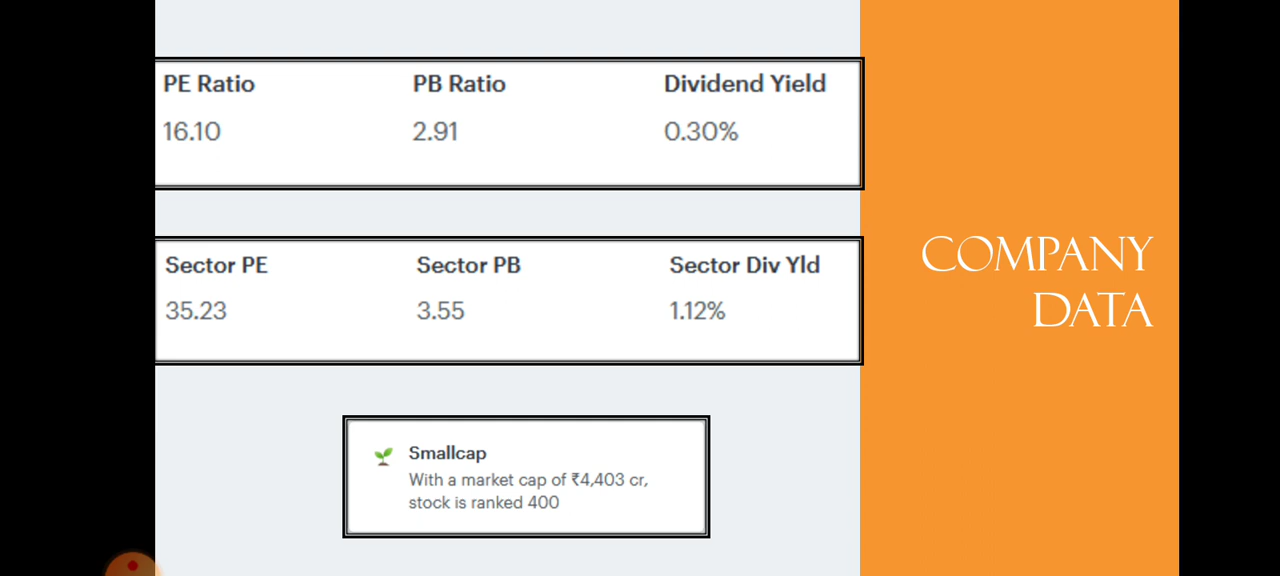 PE Ratio PB Ratio Dividend Yield
16.10 2.91 0.30%
Sector PE Sector PB Sector Div Yld
35.23 3.55 1.12%
COMPANY
DATA
Smallcap
With a market cap of ₹4,403 cr,
stock is ranked 400